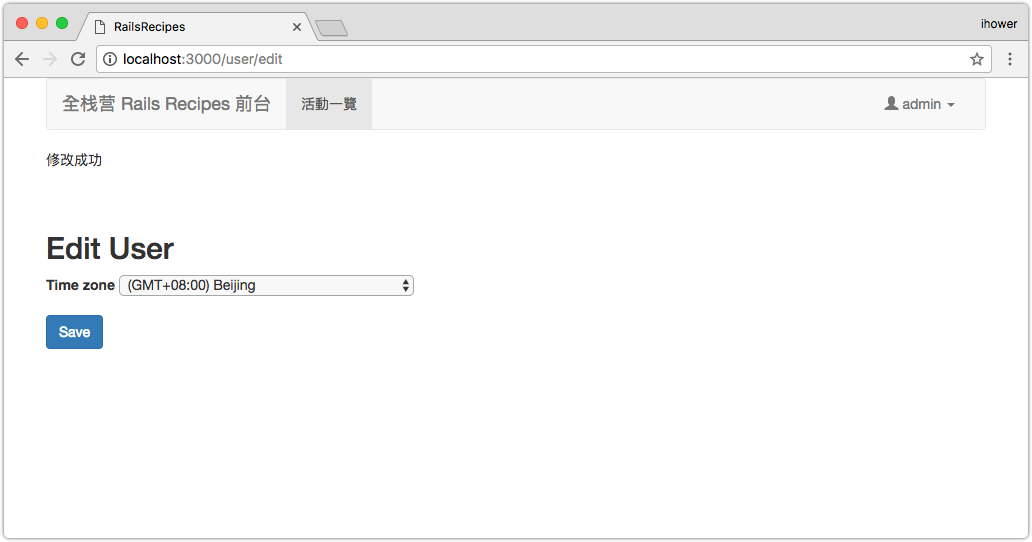 RailsRecipes
ihower
localhost:3000/user/edit
全栈营 Rails Recipes 前台 活動一覽 admin
修改成功
Edit User
Time zone (GMT+08:00) Beijing
Save